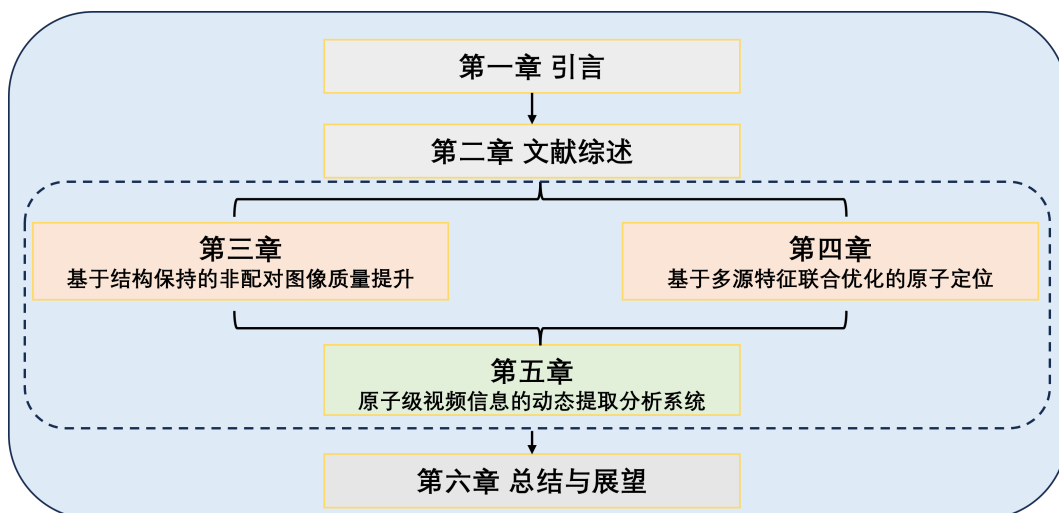 第一章 引言
第二章 文献综述
第三章
基于结构保持的非配对图像质量提升
第四章
基于多源特征联合优化的原子定位
第五章
原子级视频信息的动态提取分析系统
第六章 总结与展望